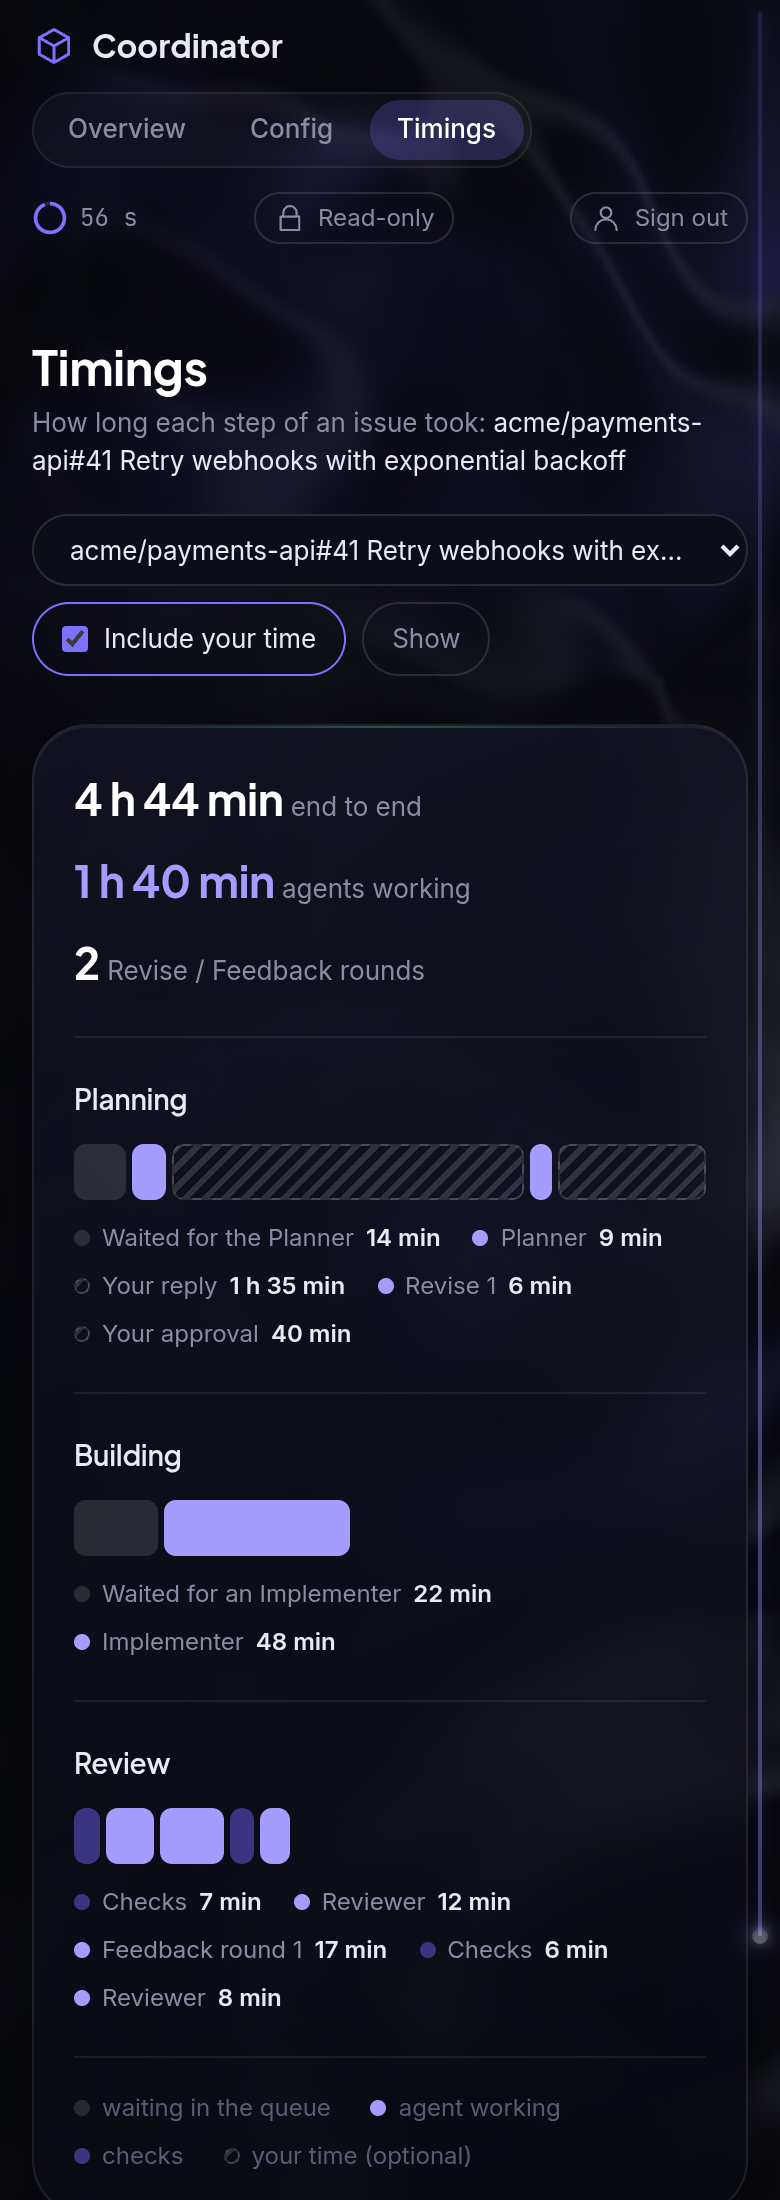 Coordinator
Overview Config Timings
56 s Read-only Sign out
Timings
How long each step of an issue took: acme/payments-
api#41 Retry webhooks with exponential backoff
acme/payments-api#41 Retry webhooks with ex...
Include your time Show
4 h 44 min end to end
1 h 40 min agents working
2 Revise / Feedback rounds
Planning
Waited for the Planner 14 min Planner 9 min
Your reply 1 h 35 min Revise 1 6 min
Your approval 40 min
Building
Waited for an Implementer 22 min
Implementer 48 min
Review
Checks 7 min Reviewer 12 min
Feedback round 1 17 min Checks 6 min
Reviewer 8 min
waiting in the queue agent working
checks your time (optional)